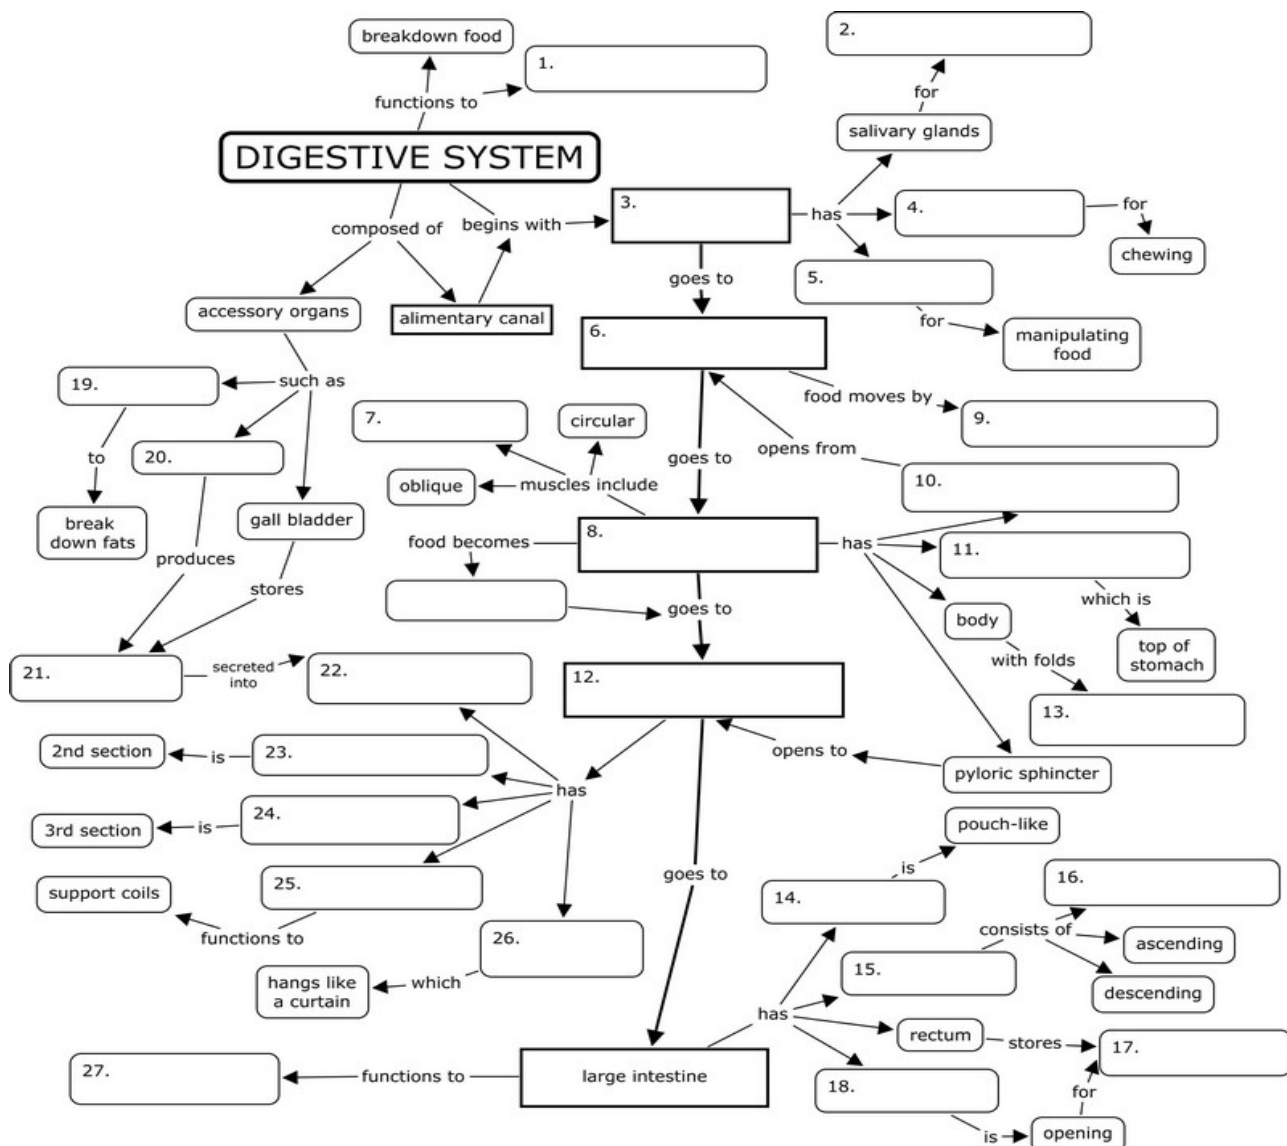 breakdown food
2.
1.
functions to
for
salivary glands
DIGESTIVE SYSTEM
3.
has
4.
for
composed of
begins with
chewing
5.
goes to
accessory organs
alimentary canal
for
6.
manipulating
food
19.
such as
food moves by
7.
circular
9.
opens from
to
20.
goes to
oblique
muscles include
10.
break
down fats
gall bladder
8.
food becomes
has
11.
produces
stores
which is
goes to
body
top of
stomach
with folds
21.
secreted
into
22.
12.
13.
2nd section
is
23.
opens to
pyloric sphincter
has
3rd section
is
24.
pouch-like
is
goes to
support coils
25.
14.
16.
functions to
26.
consists of
ascending
15.
hangs like
a curtain
which
descending
has
rectum
stores
17.
27.
functions to
large intestine
18.
for
is
opening